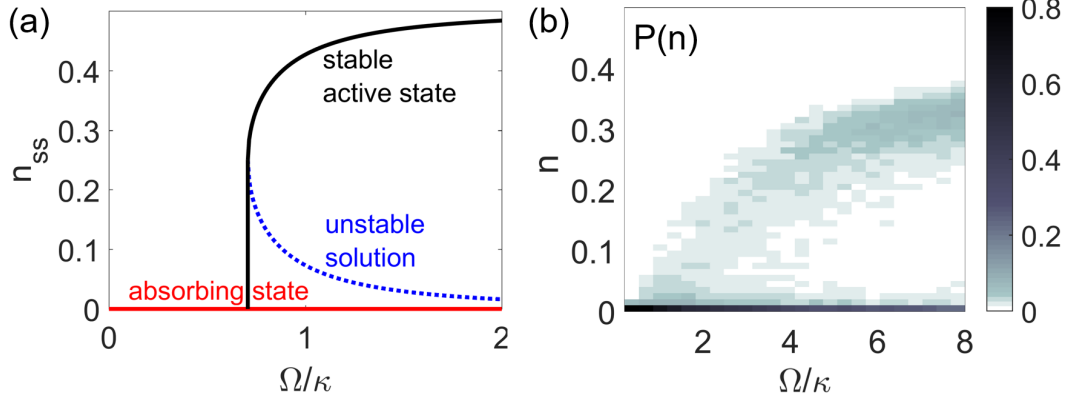 (a)
n_ss
0.4
0.3
0.2
0.1
0
stable
active state
unstable
solution
absorbing state
0
1
2
Ω/κ
(b)
P(n)
n
0.4
0.3
0.2
0.1
0
2
4
6
8
Ω/κ
0.8
0.6
0.4
0.2
0